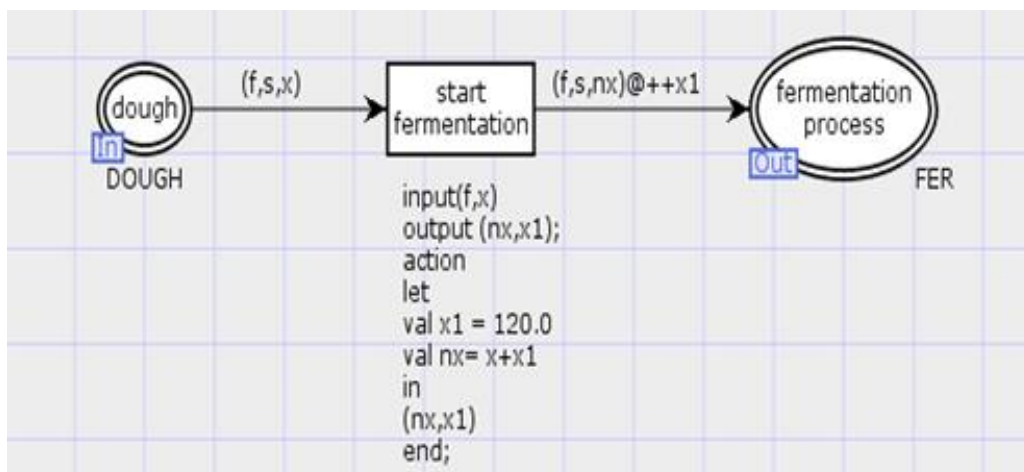 dough
In
DOUGH
(f,s,x)
start
fermentation
(f,s,nx)@++x1
fermentation
process
Out
FER
input(f,x)
output (nx,x1);
action
let
val x1 = 120.0
val nx= x+x1
in
(nx,x1)
end;